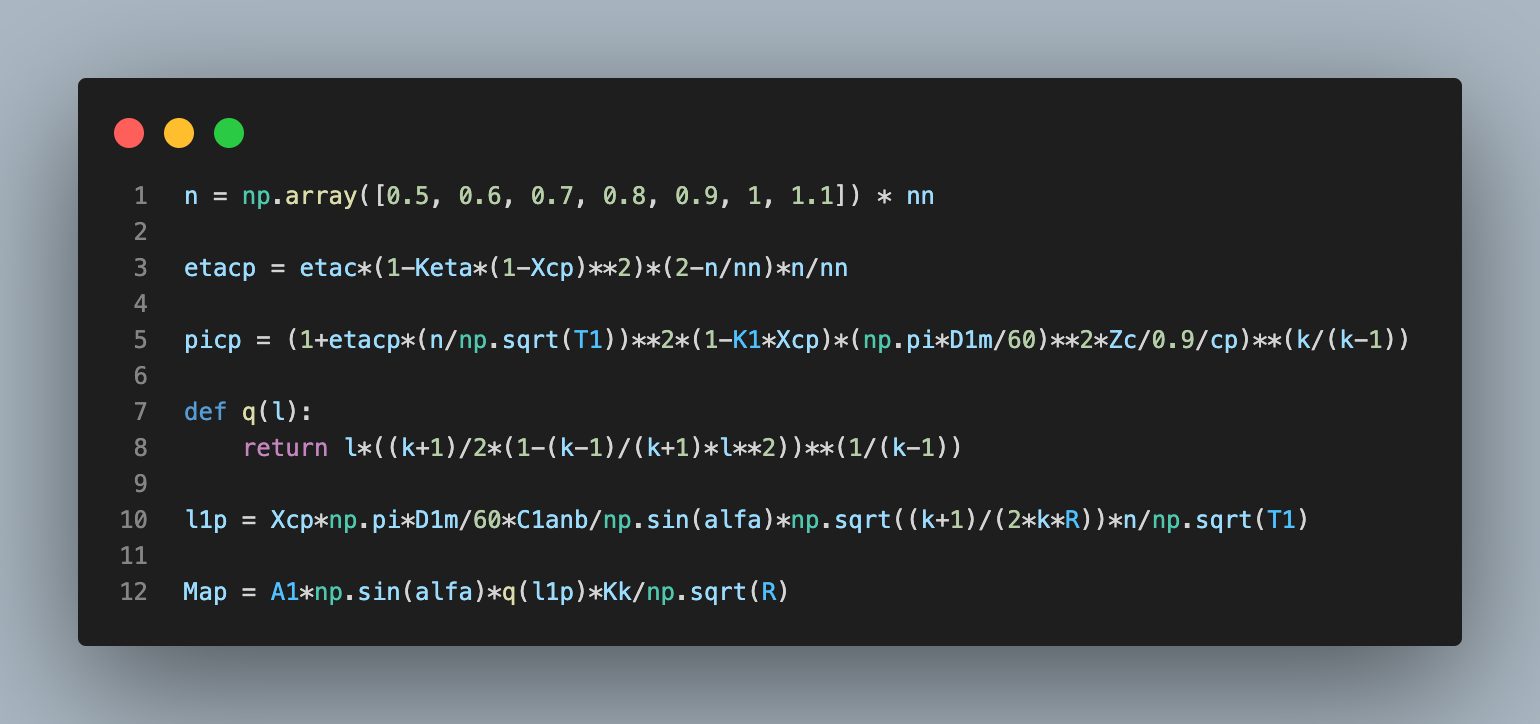 1 n = np.array([0.5, 0.6, 0.7, 0.8, 0.9, 1, 1.1]) * nn
2
3 etacp = etac*(1-Keta*(1-Xcp)**2)*(2-n/nn)*n/nn
4
5 picp = (1+etacp*(n/np.sqrt(T1))**2*(1-K1*Xcp)*(np.pi*D1m/60)**2*Zc/0.9/cp)**(k/(k-1))
6
7 def q(l):
8     return l*((k+1)/2*(1-(k-1)/(k+1)*l**2))**(1/(k-1))
9
10 l1p = Xcp*np.pi*D1m/60*C1anb/np.sin(alfa)*np.sqrt((k+1)/(2*k*R))*n/np.sqrt(T1)
11
12 Map = A1*np.sin(alfa)*q(l1p)*Kk/np.sqrt(R)